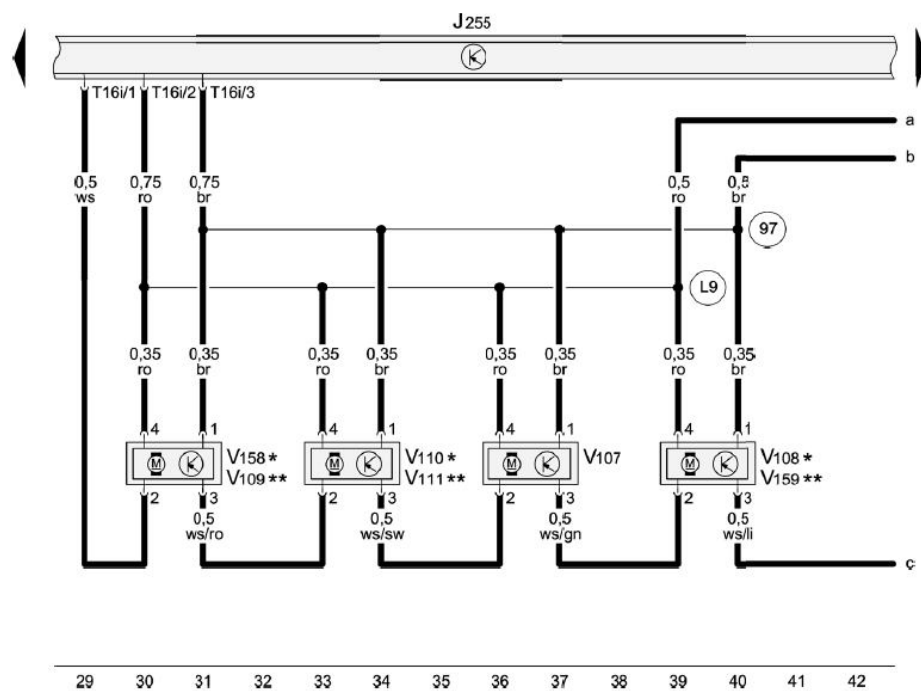 J255
T16i/1 T16i/2 T16i/3
a
b
0,5 0,75 0,75 0,5 0,5
ws ro br ro br
97
L9
0,35 0,35 0,35 0,35 0,35 0,35 0,35 0,35
ro br ro br ro br ro br
4 1 4 1 4 1 4 1
M M M M
V158 * V110 * V107 V108 *
V109 ** V111 ** V159 **
2 3 2 3 2 3 2 3
0,5 0,5 0,5 0,5
ws/ro ws/sw ws/gn ws/li
c
29 30 31 32 33 34 35 36 37 38 39 40 41 42